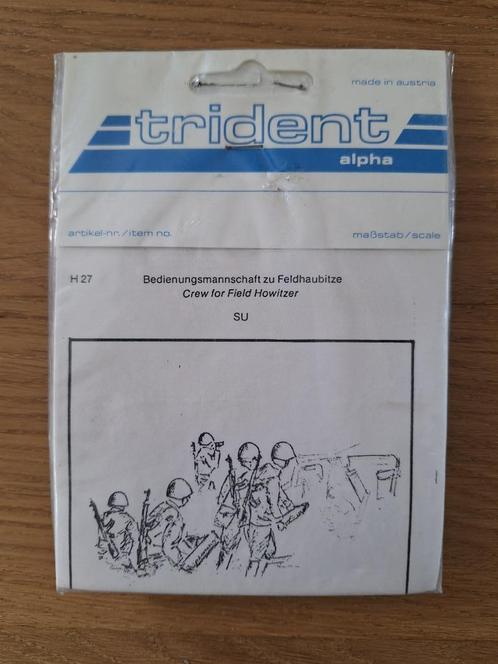 made in austria
trident
alpha
artikel-nr./item no.
maßstab/scale
H 27
Bedienungsmannschaft zu Feldhaubitze
Crew for Field Howitzer
SU